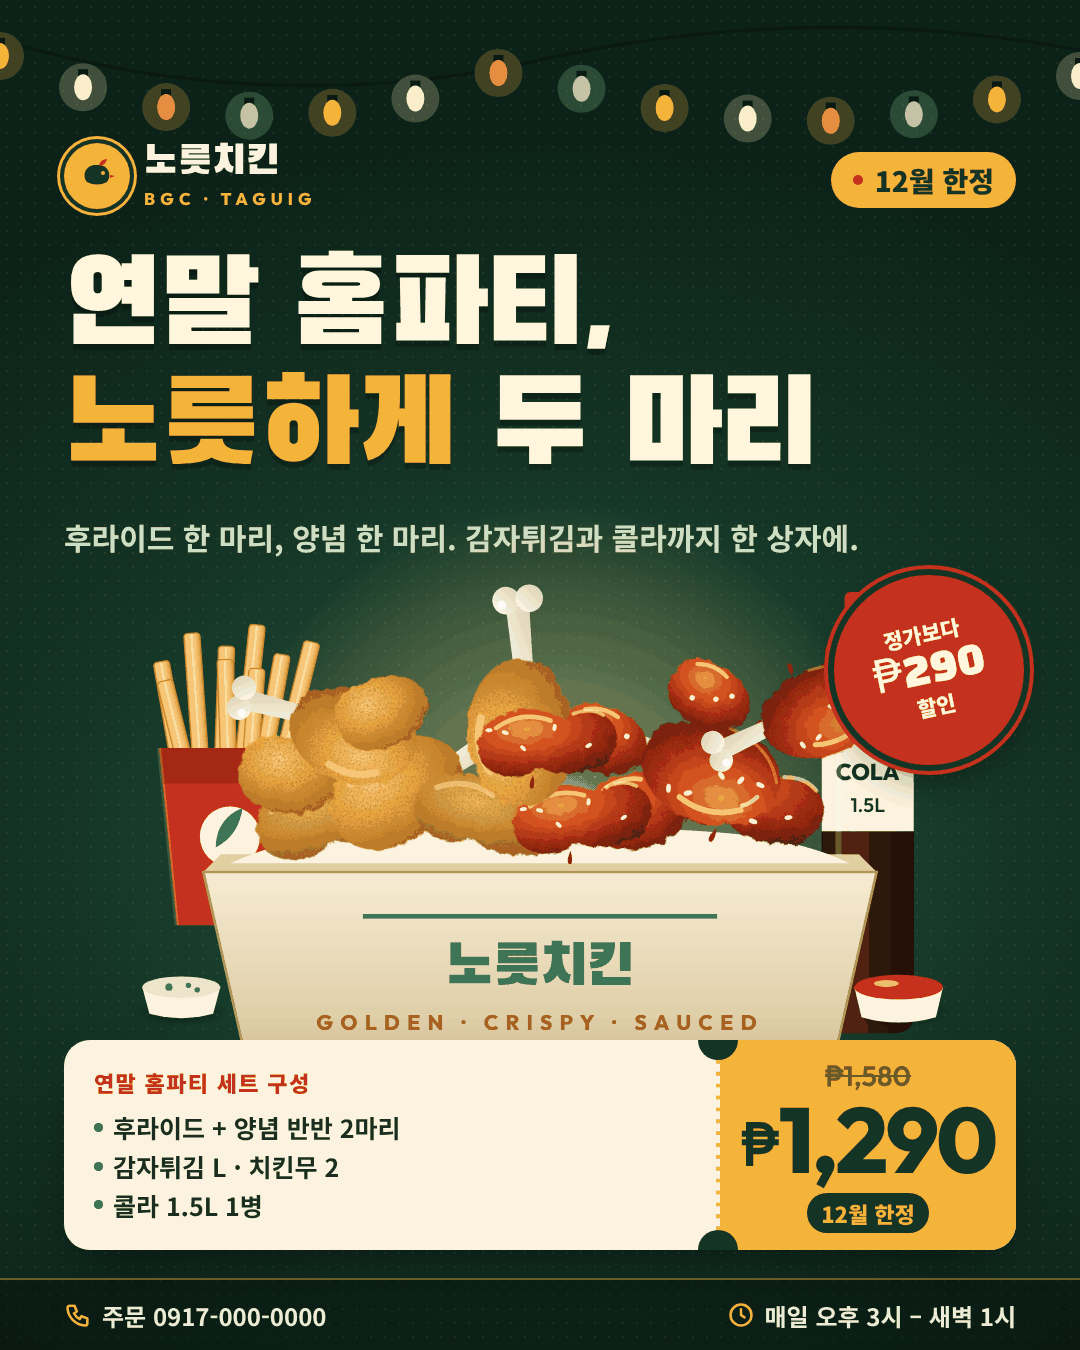 노릇치킨
BGC · TAGUIG
12월 한정
연말 홈파티,
노릇하게 두 마리
후라이드 한 마리, 양념 한 마리. 감자튀김과 콜라까지 한 상자에.
정가보다
₱290
할인
COLA
1.5L
노릇치킨
GOLDEN · CRISPY · SAUCED
연말 홈파티 세트 구성
후라이드 + 양념 반반 2마리
감자튀김 L · 치킨무 2
콜라 1.5L 1병
₱1,580
₱1,290
12월 한정
주문 0917-000-0000
매일 오후 3시 – 새벽 1시